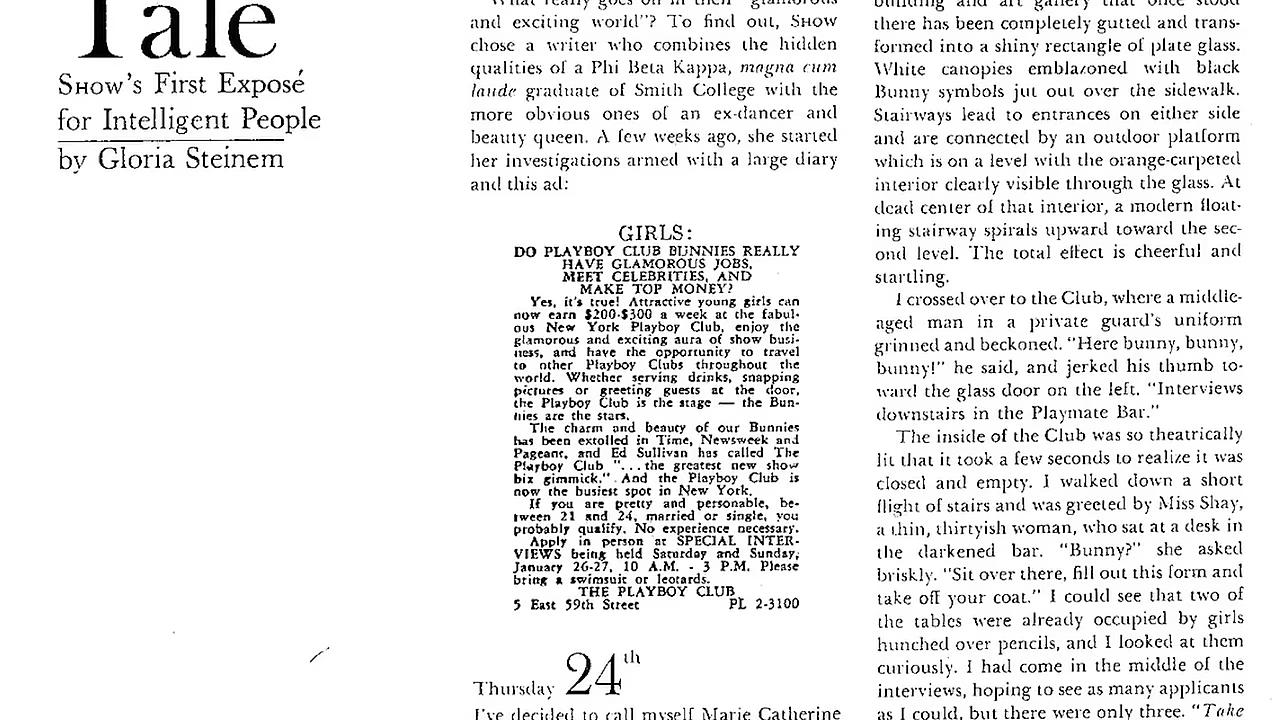 Tale
SHOW'S First Exposé
for Intelligent People
by Gloria Steinem
What really goes on in their "glamorous
and exciting world"? To find out, SHOW
chose a writer who combines the hidden
qualities of a Phi Beta Kappa, magna cum
laude graduate of Smith College with the
more obvious ones of an ex-dancer and
beauty queen. A few weeks ago, she started
her investigations armed with a large diary
and this ad:
GIRLS:
DO PLAYBOY CLUB BUNNIES REALLY
HAVE GLAMOROUS JOBS,
MEET CELEBRITIES, AND
MAKE TOP MONEY?
Yes, it's true! Attractive young girls can
now earn $200-$300 a week at the fabul-
ous New York Playboy Club, enjoy the
glamorous and exciting aura of show busi-
ness, and have the opportunity to travel
to other Playboy Clubs throughout the
world. Whether serving drinks, snapping
pictures or greeting guests at the door,
the Playboy Club is the stage — the Bun-
nies are the stars.
The charm and beauty of our Bunnies
has been extolled in Time, Newsweek and
Pageant, and Ed Sullivan has called The
Playboy Club "... the greatest new show
biz gimmick." And the Playboy Club is
now the busiest spot in New York.
If you are pretty and personable, be-
tween 21 and 24, married or single, you
probably qualify. No experience necessary.
Apply in person at SPECIAL INTER-
VIEWS being held Saturday and Sunday,
January 26-27, 10 A.M. - 3 P.M. Please
bring a swimsuit or leotards.
THE PLAYBOY CLUB
5 East 59th Street PL 2-3100
Thursday 24th
I've decided to call myself Marie Catherine
building and art gallery that once stood
there has been completely gutted and trans-
formed into a shiny rectangle of plate glass.
White canopies emblazoned with black
Bunny symbols jut out over the sidewalk.
Stairways lead to entrances on either side
and are connected by an outdoor platform
which is on a level with the orange-carpeted
interior clearly visible through the glass. At
dead center of that interior, a modern float-
ing stairway spirals upward toward the sec-
ond level. The total effect is cheerful and
startling.
I crossed over to the Club, where a middle-
aged man in a private guard's uniform
grinned and beckoned. "Here bunny, bunny,
bunny!" he said, and jerked his thumb to-
ward the glass door on the left. "Interviews
downstairs in the Playmate Bar."
The inside of the Club was so theatrically
lit that it took a few seconds to realize it was
closed and empty. I walked down a short
flight of stairs and was greeted by Miss Shay,
a thin, thirtyish woman, who sat at a desk in
the darkened bar. "Bunny?" she asked
briskly. "Sit over there, fill out this form and
take off your coat." I could see that two of
the tables were already occupied by girls
hunched over pencils, and I looked at them
curiously. I had come in the middle of the
interviews, hoping to see as many applicants
as I could, but there were only three. "Take